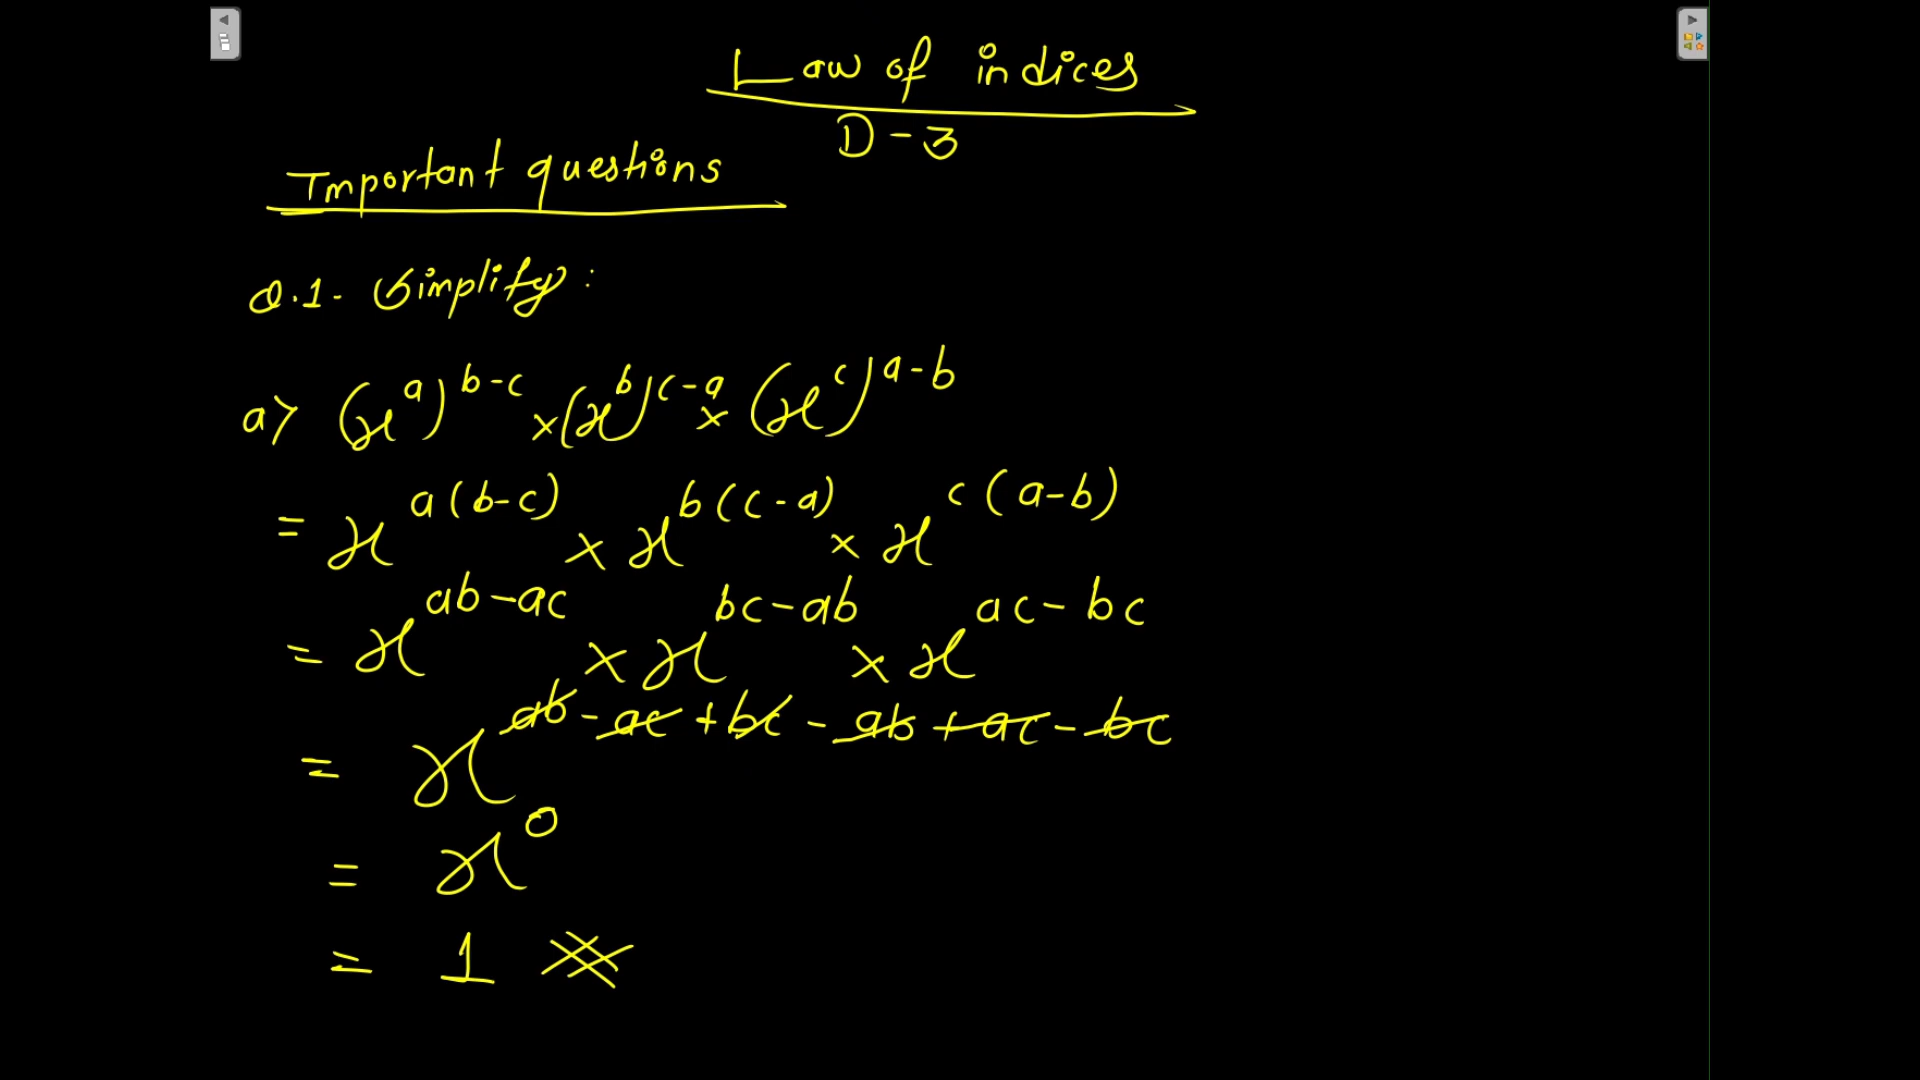 Law of indices
D-3
Important questions
Q.1- Simplify:
a> (x^a)^b-c ×(x^b)^c-a × (x^c)^a-b
= x^a(b-c) × x^b(c-a) × x^c(a-b)
= x^ab-ac × x^bc-ab × x^ac-bc
= x^ab-ac+bc-ab+ac-bc
= x^0
= 1